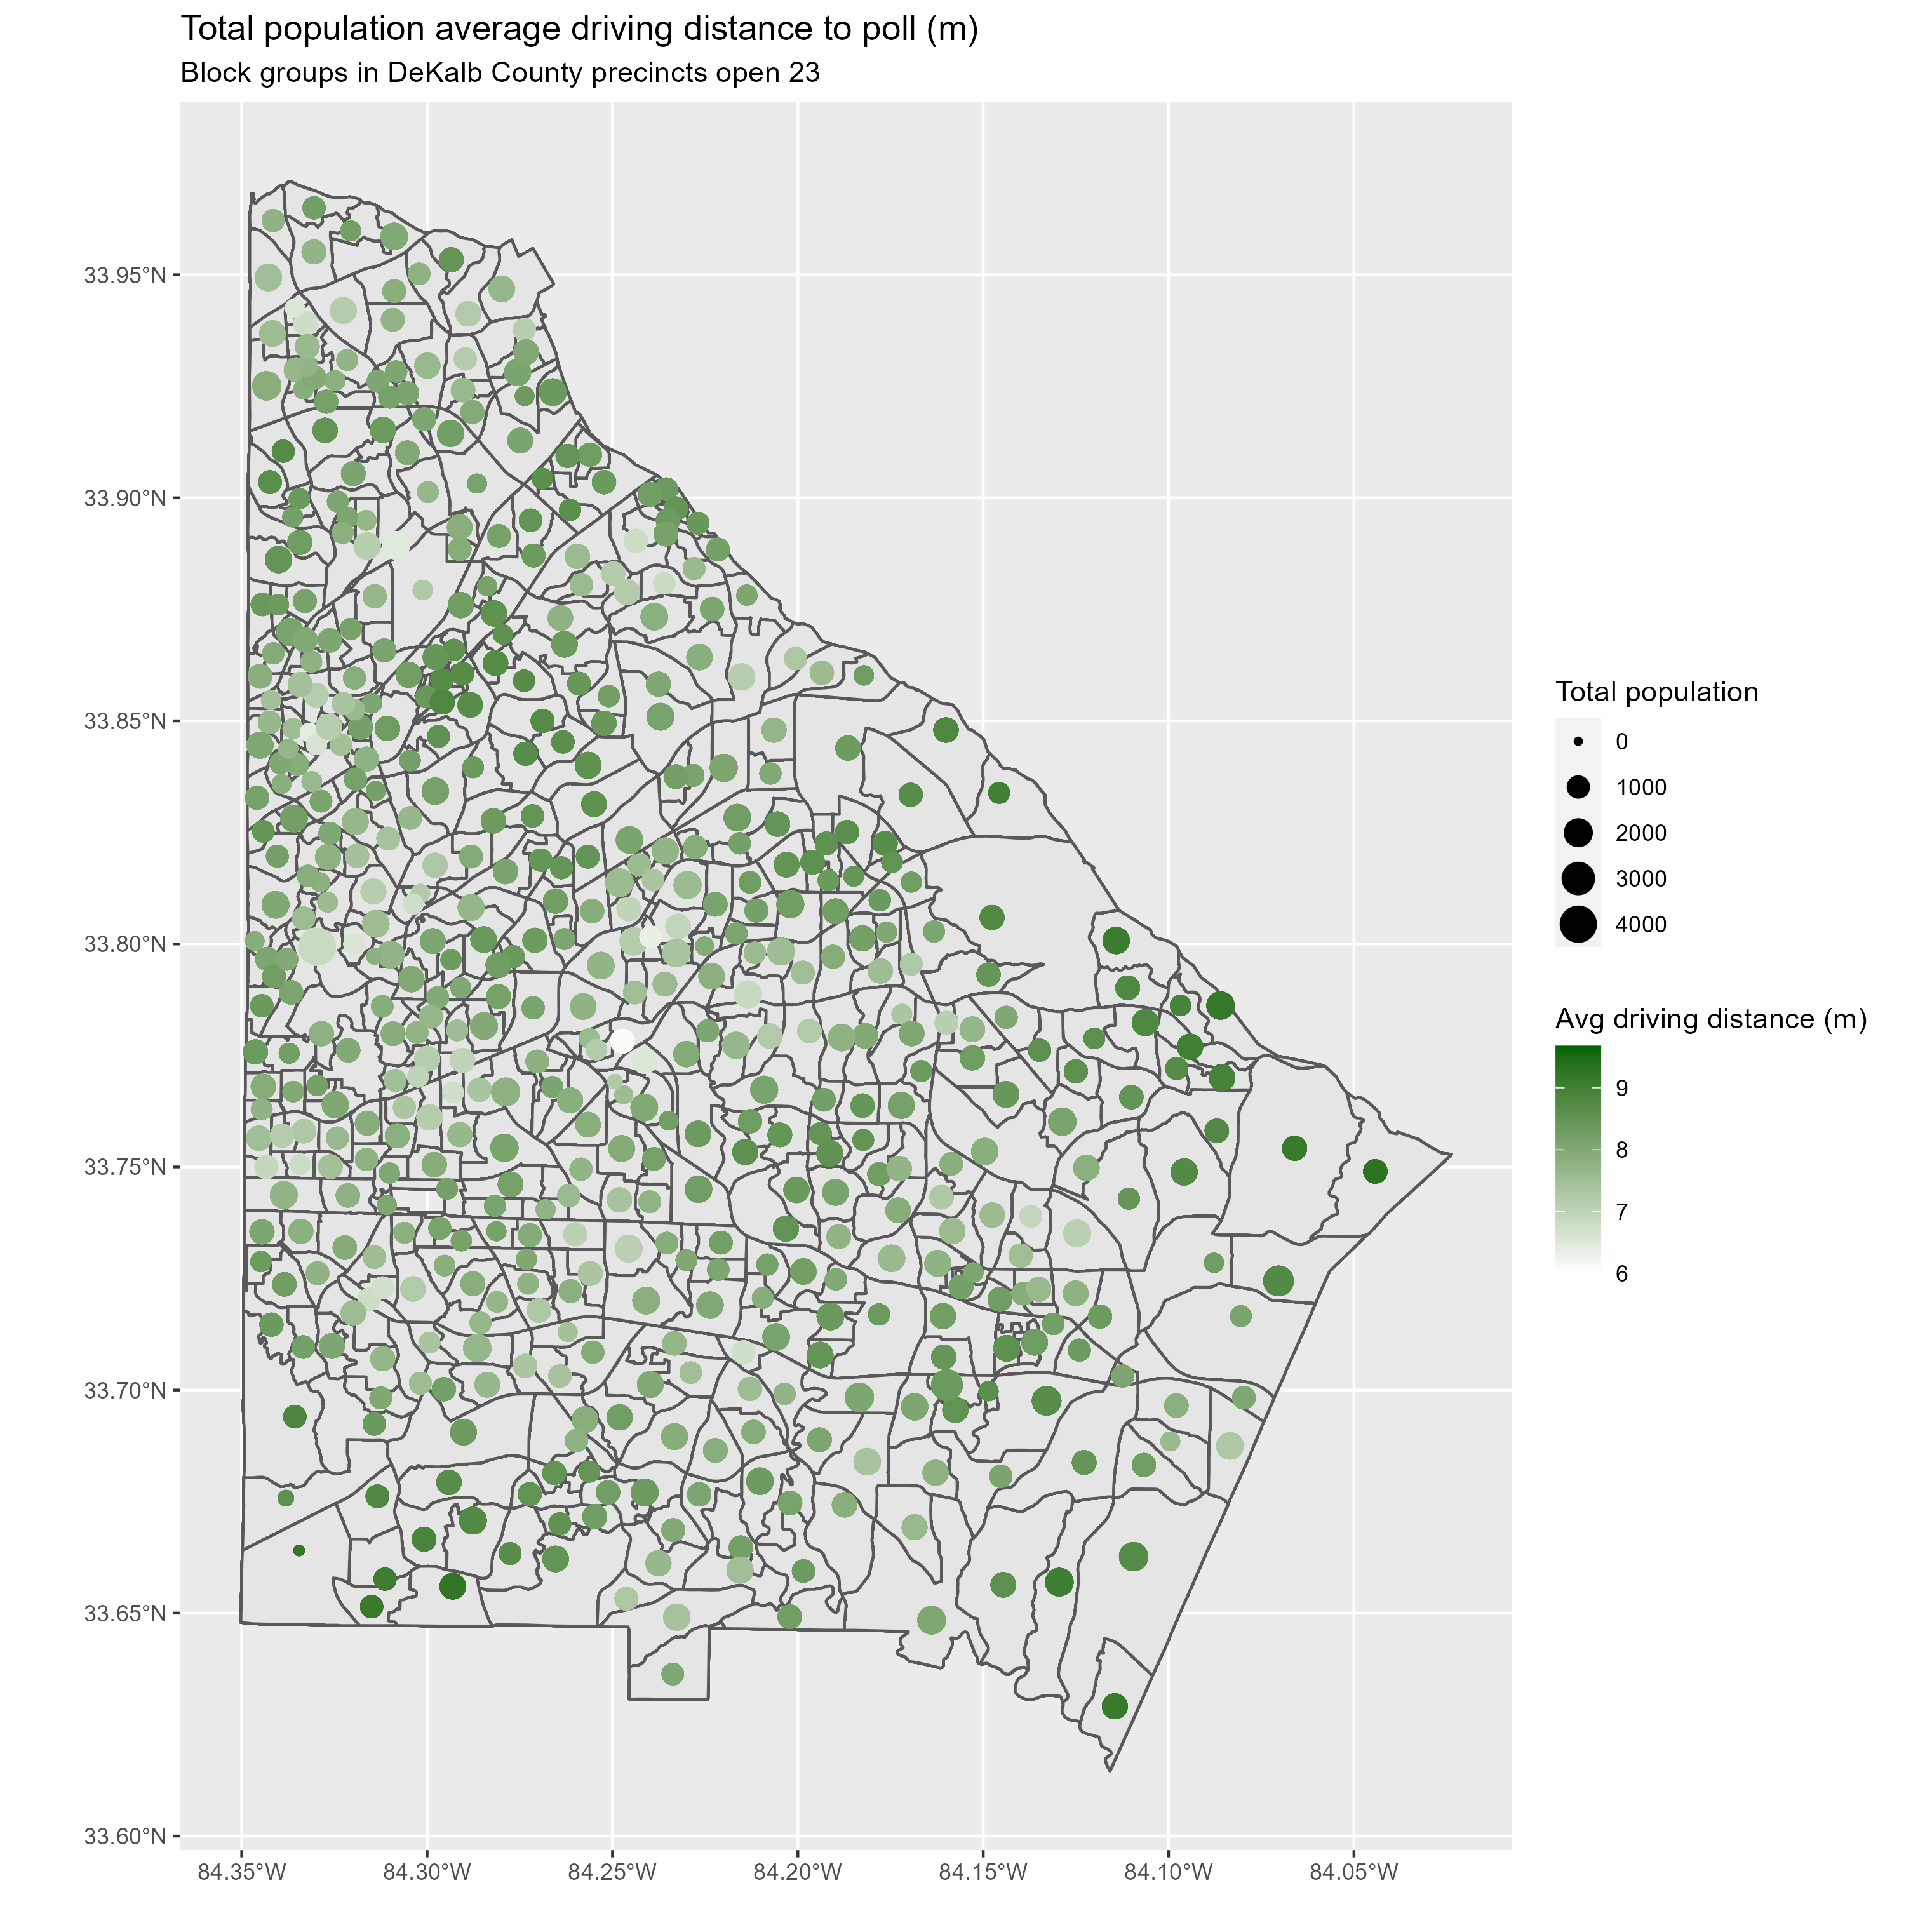 Total population average driving distance to poll (m)
Block groups in DeKalb County precincts open 23
33.95°N
33.90°N
33.85°N
33.80°N
33.75°N
33.70°N
33.65°N
33.60°N
84.35°W
84.30°W
84.25°W
84.20°W
84.15°W
84.10°W
84.05°W
Total population
0
1000
2000
3000
4000
Avg driving distance (m)
9
8
7
6